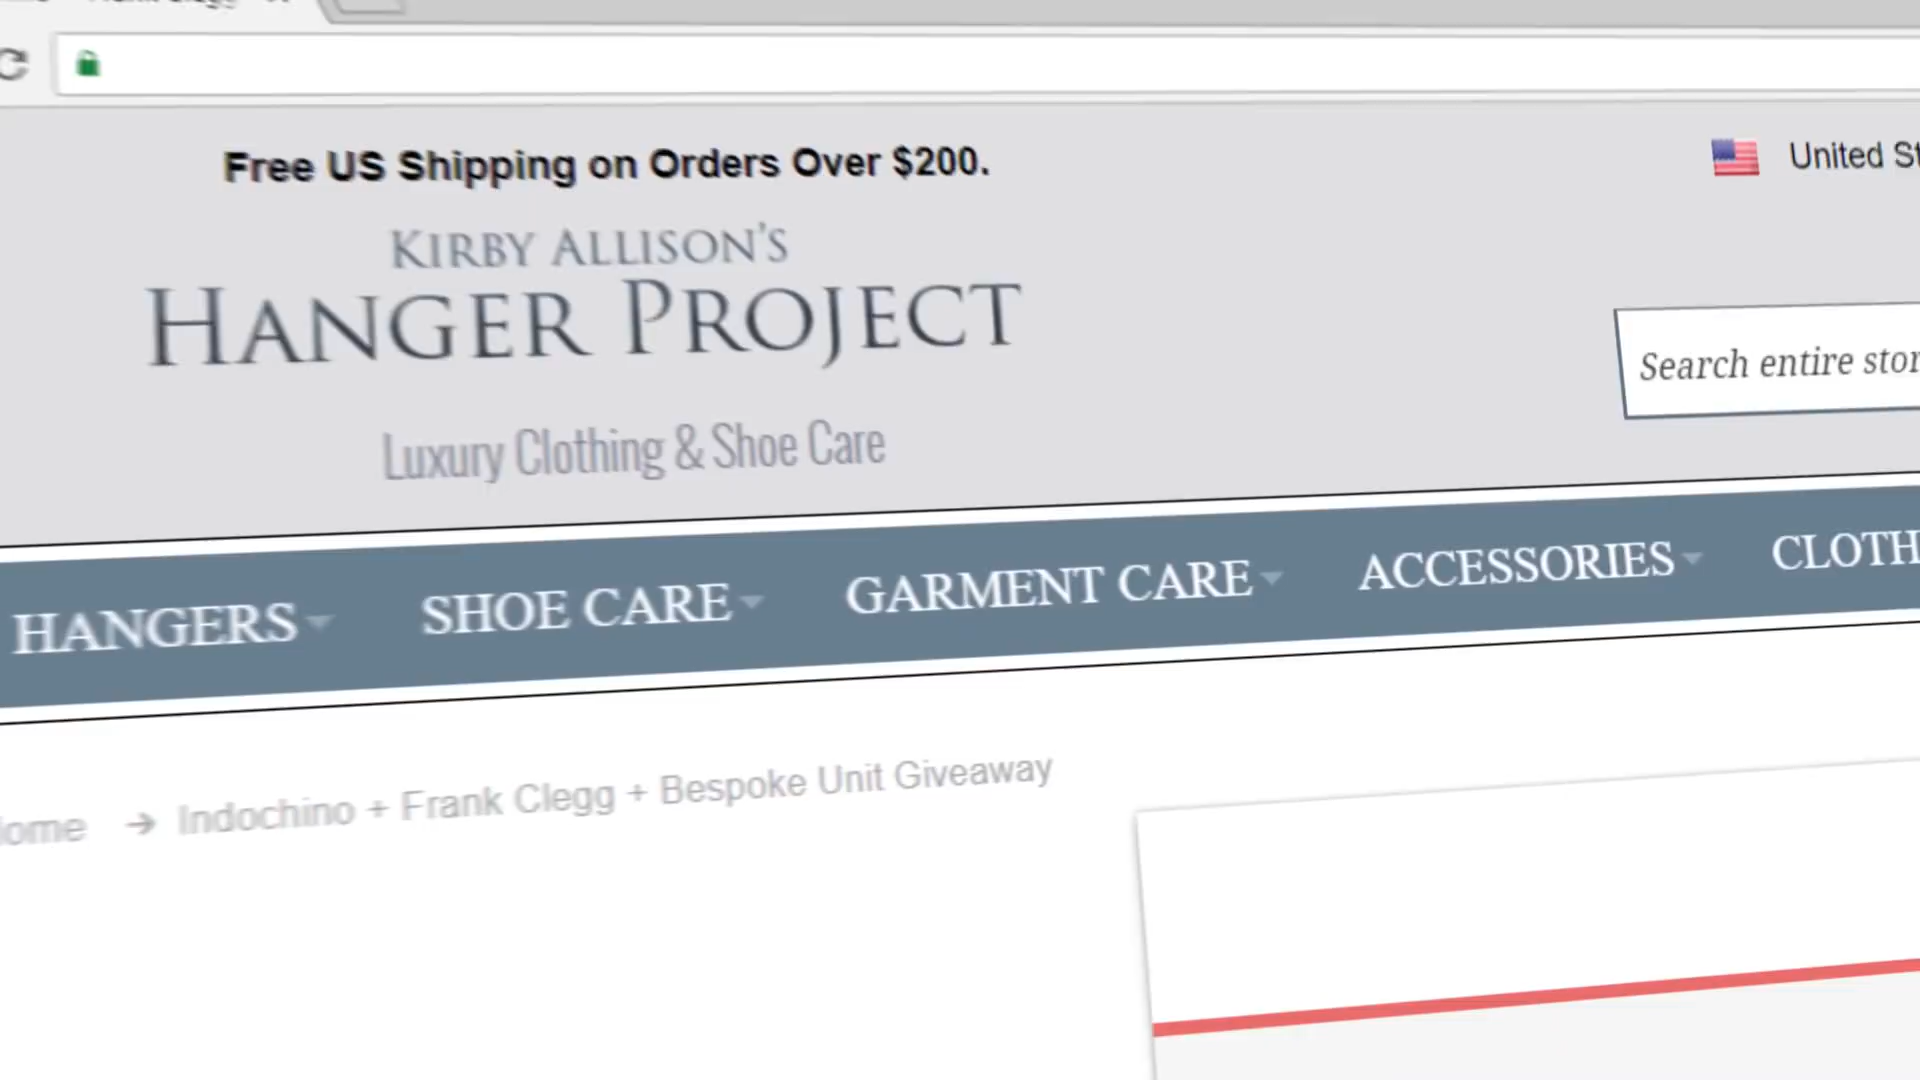 Free US Shipping on Orders Over $200.
United St
KIRBY ALLISON'S
HANGER PROJECT
Search entire stor
Luxury Clothing & Shoe Care
HANGERS SHOE CARE GARMENT CARE ACCESSORIES CLOTH
ome → Indochino + Frank Clegg + Bespoke Unit Giveaway